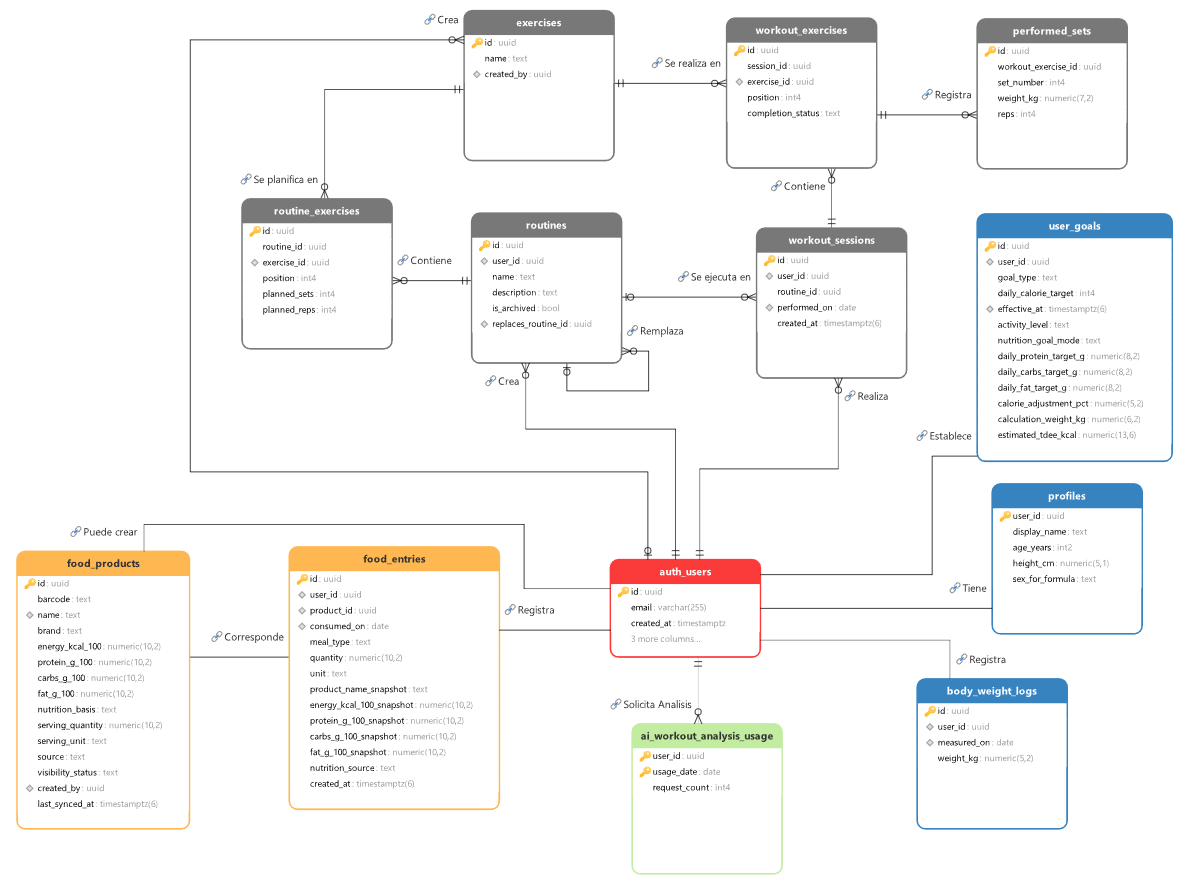 Crea
exercises
id : uuid
name : text
created_by : uuid
Se realiza en
workout_exercises
id : uuid
session_id : uuid
exercise_id : uuid
position : int4
completion_status : text
Registra
performed_sets
id : uuid
workout_exercise_id : uuid
set_number : int4
weight_kg : numeric(7,2)
reps : int4
Se planifica en
Contiene
routine_exercises
id : uuid
routine_id : uuid
exercise_id : uuid
position : int4
planned_sets : int4
planned_reps : int4
Contiene
routines
id : uuid
user_id : uuid
name : text
description : text
is_archived : bool
replaces_routine_id : uuid
Se ejecuta en
Remplaza
Crea
workout_sessions
id : uuid
user_id : uuid
routine_id : uuid
performed_on : date
created_at : timestamptz(6)
Realiza
user_goals
id : uuid
user_id : uuid
goal_type : text
daily_calorie_target : int4
effective_at : timestamptz(6)
activity_level : text
nutrition_goal_mode : text
daily_protein_target_g : numeric(8,2)
daily_carbs_target_g : numeric(8,2)
daily_fat_target_g : numeric(8,2)
calorie_adjustment_pct : numeric(5,2)
calculation_weight_kg : numeric(6,2)
estimated_tdee_kcal : numeric(13,6)
Establece
profiles
user_id : uuid
display_name : text
age_years : int2
height_cm : numeric(5,1)
sex_for_formula : text
Tiene
Puede crear
food_products
id : uuid
barcode : text
name : text
brand : text
energy_kcal_100 : numeric(10,2)
protein_g_100 : numeric(10,2)
carbs_g_100 : numeric(10,2)
fat_g_100 : numeric(10,2)
nutrition_basis : text
serving_quantity : numeric(10,2)
serving_unit : text
source : text
visibility_status : text
created_by : uuid
last_synced_at : timestamptz(6)
Corresponde
food_entries
id : uuid
user_id : uuid
product_id : uuid
consumed_on : date
meal_type : text
quantity : numeric(10,2)
unit : text
product_name_snapshot : text
energy_kcal_100_snapshot : numeric(10,2)
protein_g_100_snapshot : numeric(10,2)
carbs_g_100_snapshot : numeric(10,2)
fat_g_100_snapshot : numeric(10,2)
nutrition_source : text
created_at : timestamptz(6)
Registra
auth_users
id : uuid
email : varchar(255)
created_at : timestamptz
3 more columns...
Registra
body_weight_logs
id : uuid
user_id : uuid
measured_on : date
weight_kg : numeric(5,2)
Solicita Analisis
ai_workout_analysis_usage
user_id : uuid
usage_date : date
request_count : int4